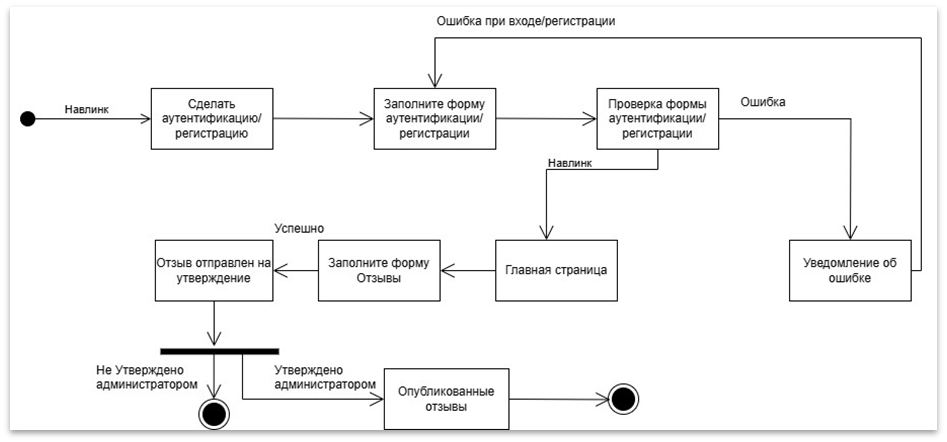 Ошибка при входе/регистрации
Навлинк
Сделать
аутентификацию/
регистрацию
Заполните форму
аутентификации/
регистрации
Проверка формы
аутентификации/
регистрации
Ошибка
Навлинк
Успешно
Отзыв отправлен на
утверждение
Заполните форму
Отзывы
Главная страница
Уведомление об
ошибке
Не Утверждено
администратором
Утверждено
администратором
Опубликованные
отзывы